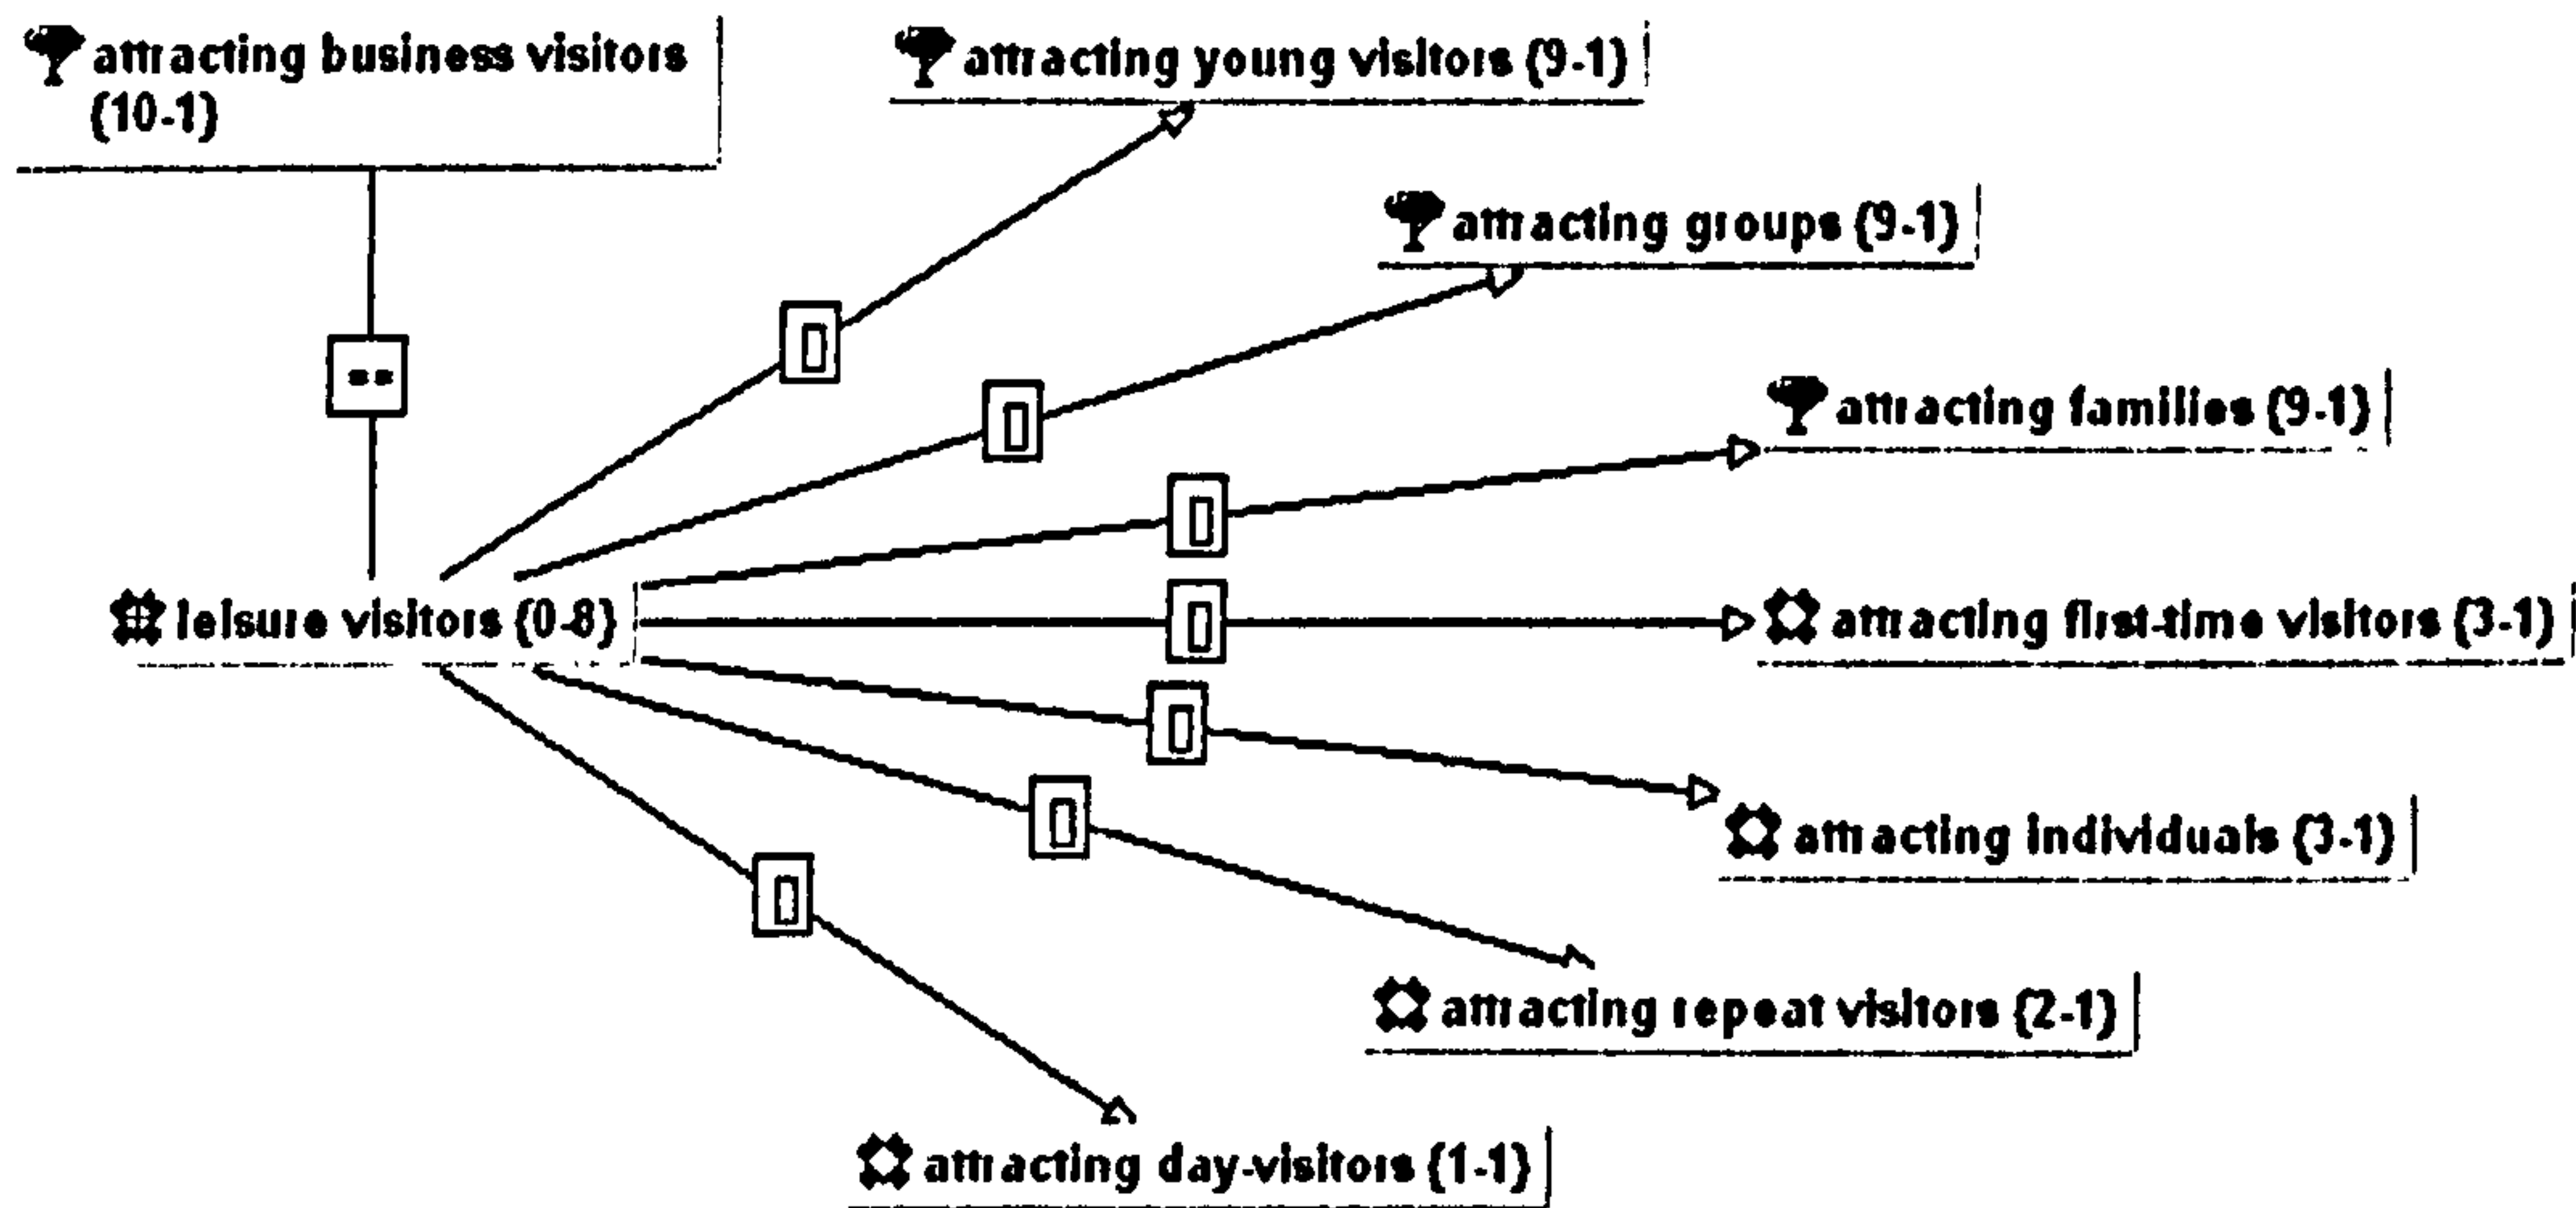 attracting business visitors
{10-1}
attracting young visitors {9-1}
attracting groups {9-1}
attracting families {9-1}
==
leisure visitors {0-8}
attracting first-time visitors {3-1}
attracting individuals {3-1}
attracting repeat visitors {2-1}
attracting day-visitors {1-1}